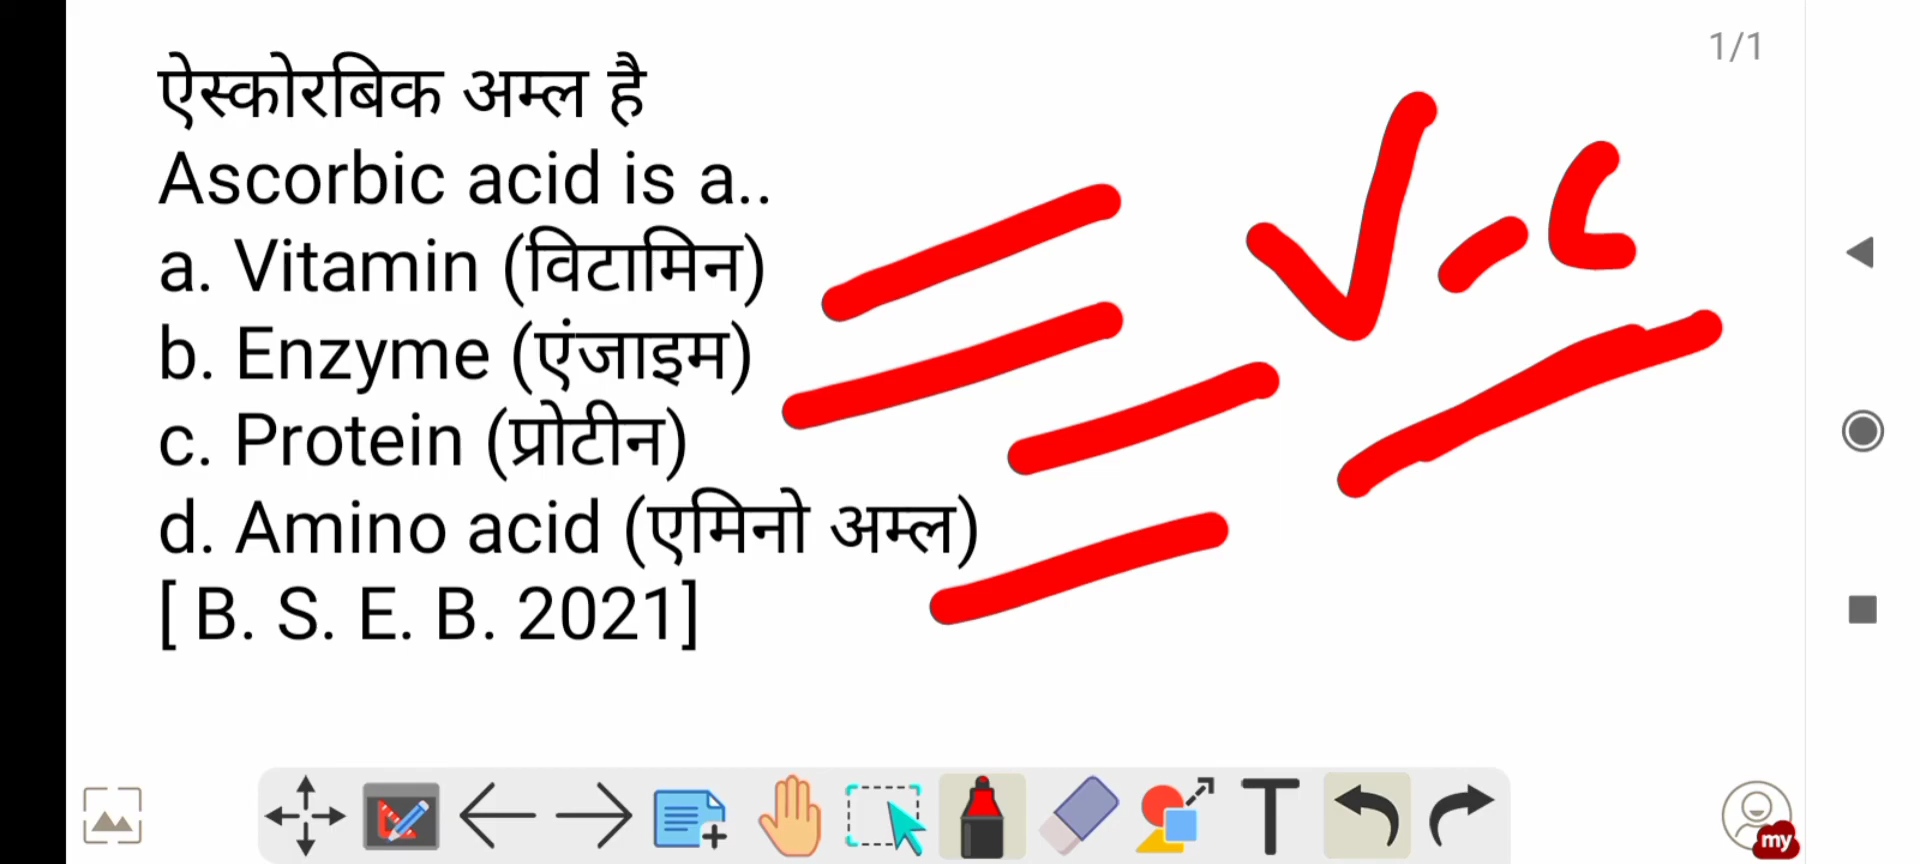 1/1
ऐस्कोरबिक अम्ल है
Ascorbic acid is a..
a. Vitamin (विटामिन)
b. Enzyme (एंजाइम)
c. Protein (प्रोटीन)
d. Amino acid (एमिनो अम्ल)
[ B. S. E. B. 2021]
V-C
T
my